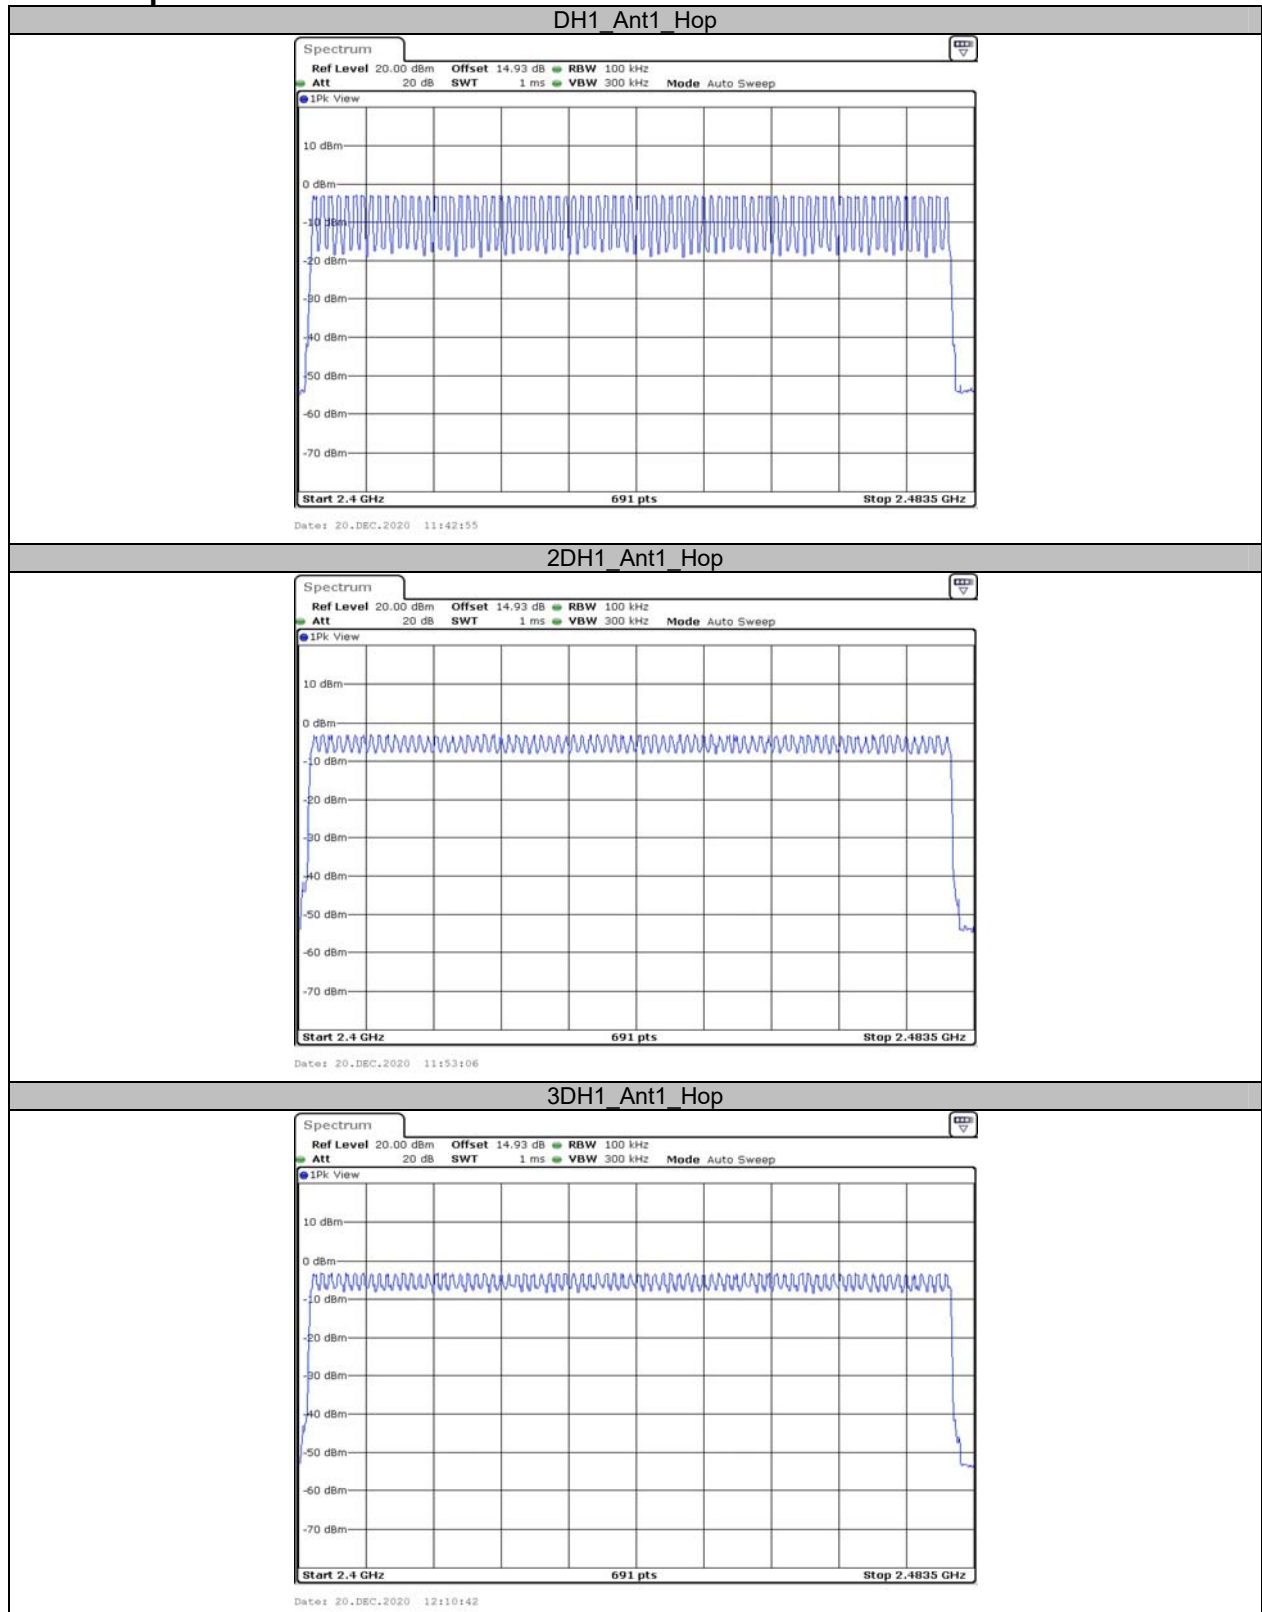 DH1_Ant1_Hop
Spectrum
Ref Level 20.00 dBm Offset 14.93 dB RBW 100 kHz
Att 20 dB SWT 1 ms VBW 300 kHz Mode Auto Sweep
1Pk View
10 dBm
0 dBm
-10 dBm
-20 dBm
-30 dBm
-40 dBm
-50 dBm
-60 dBm
-70 dBm
Start 2.4 GHz 691 pts Stop 2.4835 GHz
Date: 20.DEC.2020 11:42:55
2DH1_Ant1_Hop
Spectrum
Ref Level 20.00 dBm Offset 14.93 dB RBW 100 kHz
Att 20 dB SWT 1 ms VBW 300 kHz Mode Auto Sweep
1Pk View
10 dBm
0 dBm
-10 dBm
-20 dBm
-30 dBm
-40 dBm
-50 dBm
-60 dBm
-70 dBm
Start 2.4 GHz 691 pts Stop 2.4835 GHz
Date: 20.DEC.2020 11:53:06
3DH1_Ant1_Hop
Spectrum
Ref Level 20.00 dBm Offset 14.93 dB RBW 100 kHz
Att 20 dB SWT 1 ms VBW 300 kHz Mode Auto Sweep
1Pk View
10 dBm
0 dBm
-10 dBm
-20 dBm
-30 dBm
-40 dBm
-50 dBm
-60 dBm
-70 dBm
Start 2.4 GHz 691 pts Stop 2.4835 GHz
Date: 20.DEC.2020 12:10:42